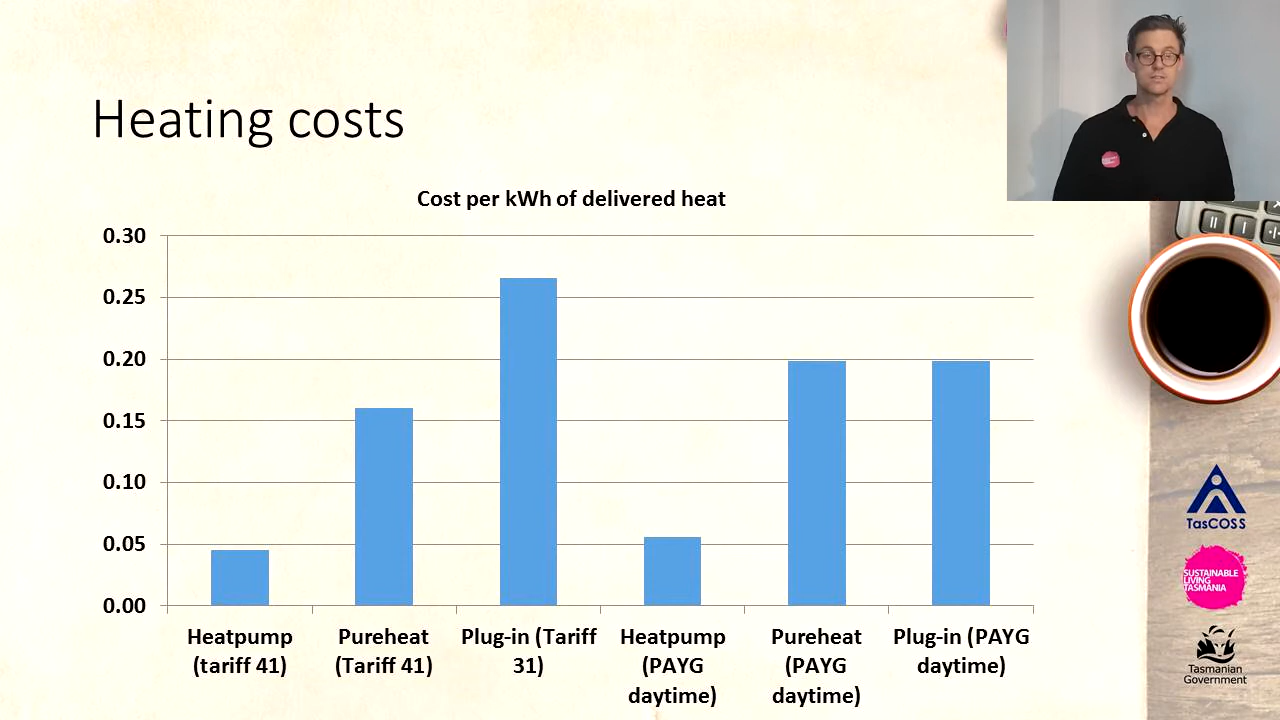 Heating costs
Cost per kWh of delivered heat
0.30
0.25
0.20
0.15
0.10
0.05
0.00
Heatpump
(tariff 41)
Pureheat
(Tariff 41)
Plug-in (Tariff
31)
Heatpump
(PAYG
daytime)
Pureheat
(PAYG
daytime)
Plug-in (PAYG
daytime)
TasCOSS
SUSTAINABLE
LIVING
TASMANIA
Tasmanian
Government